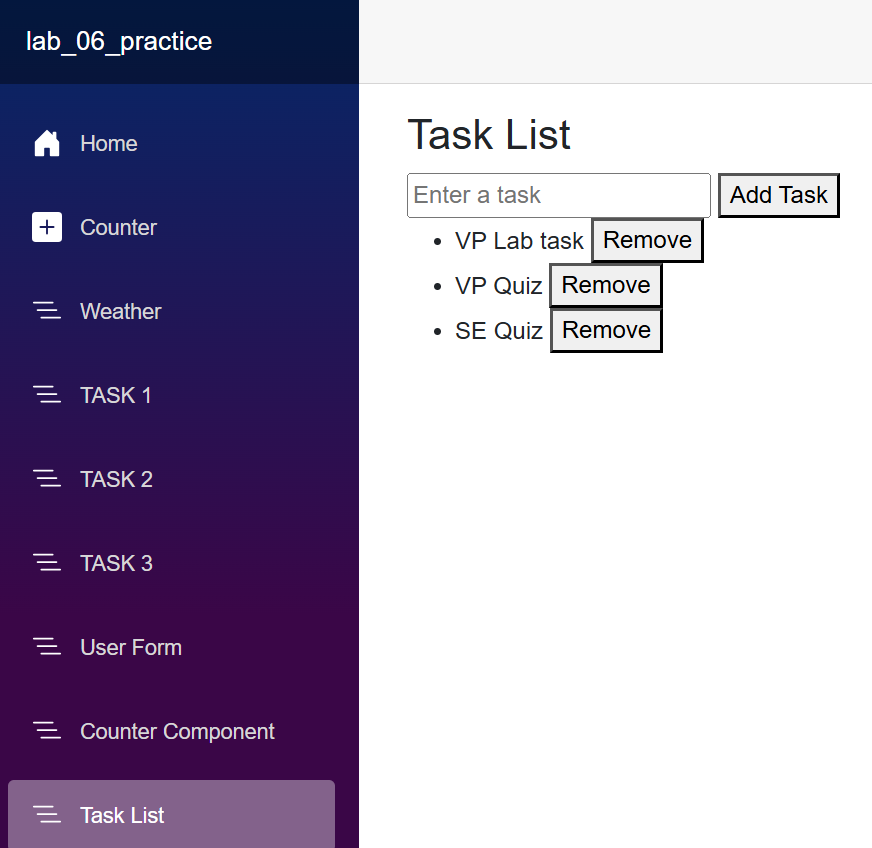 lab_06_practice
Home
Counter
Weather
TASK 1
TASK 2
TASK 3
User Form
Counter Component
Task List
Task List
Enter a task Add Task
VP Lab task Remove
VP Quiz Remove
SE Quiz Remove